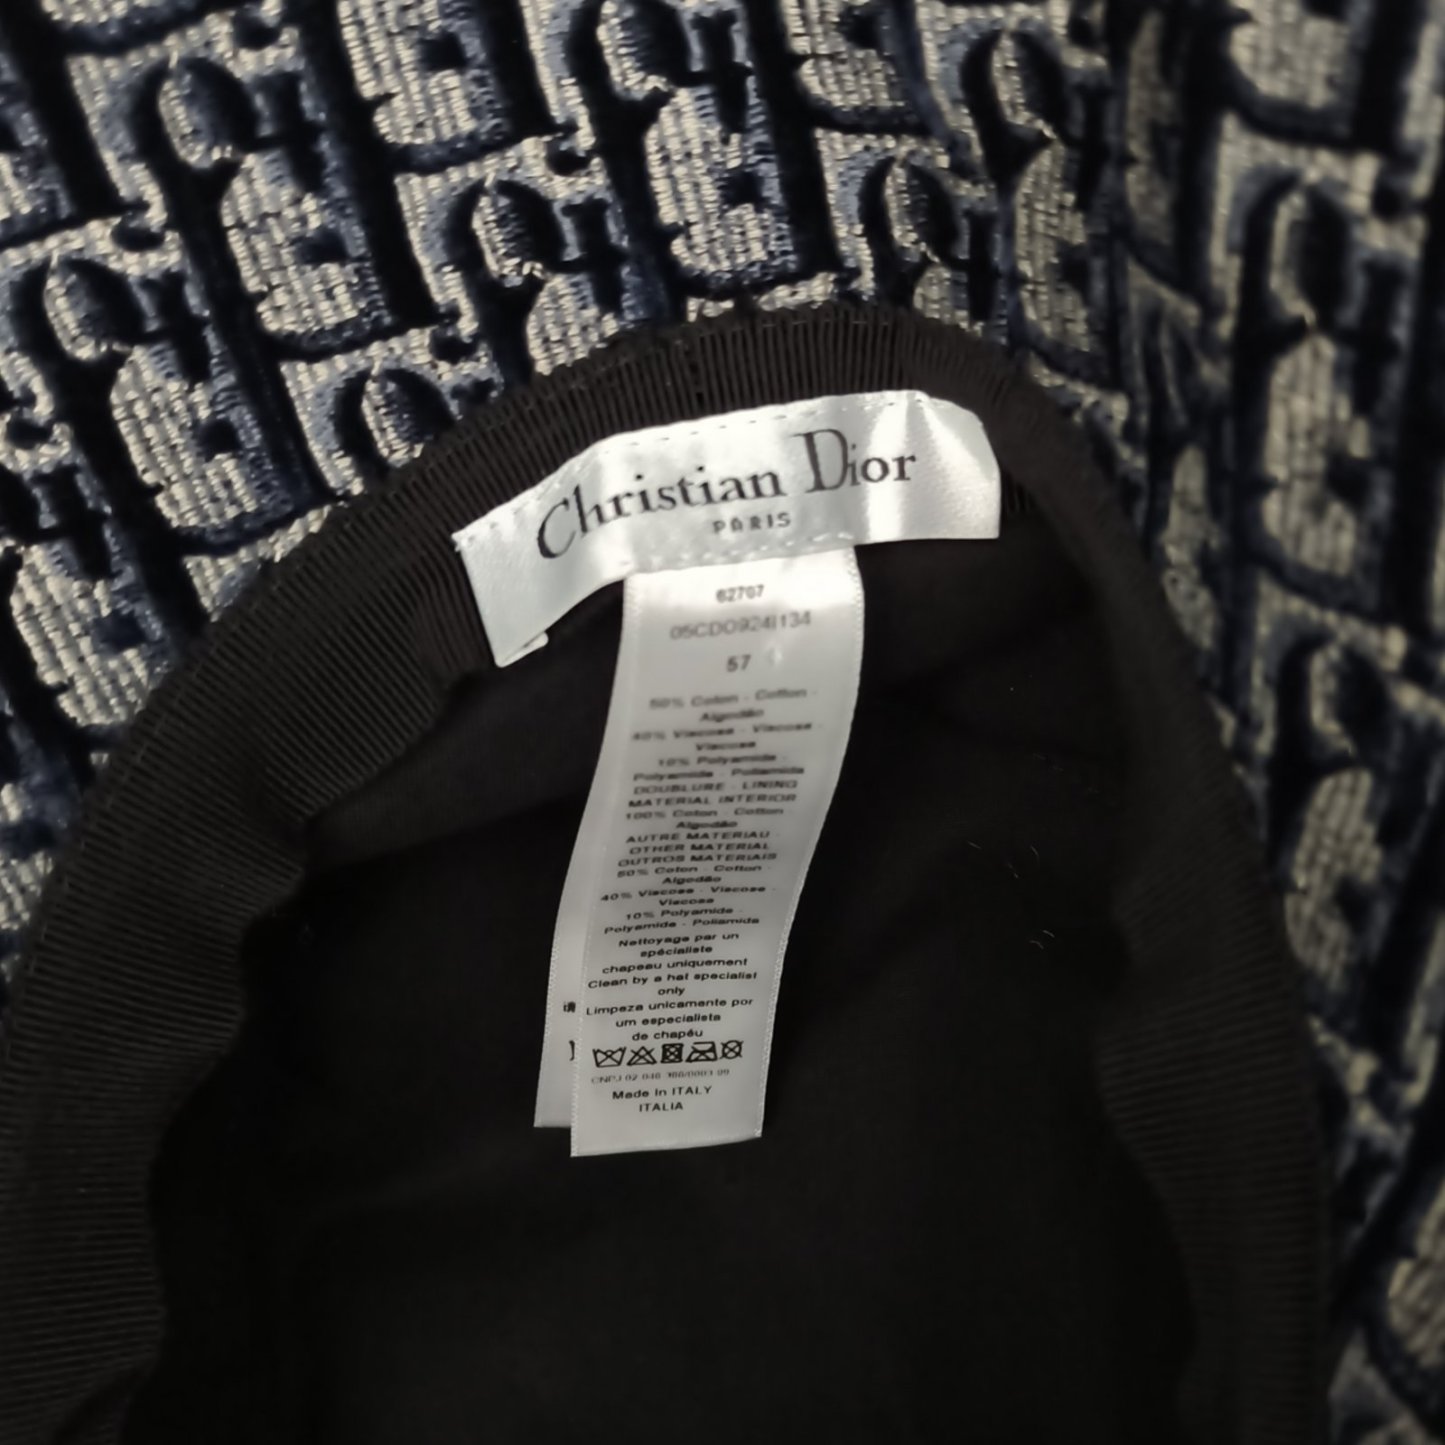 Christian Dior
PARIS
62707
05CDO924I134
57
50% Coton - Cotton -
Algodão
40% Viscose - Viscose -
Viscose
10% Polyamide -
Polyamide - Poliamida
DOUBLURE - LINING
MATERIAL INTERIOR
100% Coton - Cotton
Algodão
AUTRE MATERIAU
OTHER MATERIAL
OUTROS MATERIAIS
50% Coton - Cotton -
Algodão
40% Viscose - Viscose -
Viscose
10% Polyamide -
Polyamide - Poliamida
Nettoyage par un
spécialiste
chapeau uniquement
Clean by a hat specialist
only
Limpeza unicamente por
um especialista
de chapéu
CNPJ 02
Made in ITALY
ITALIA